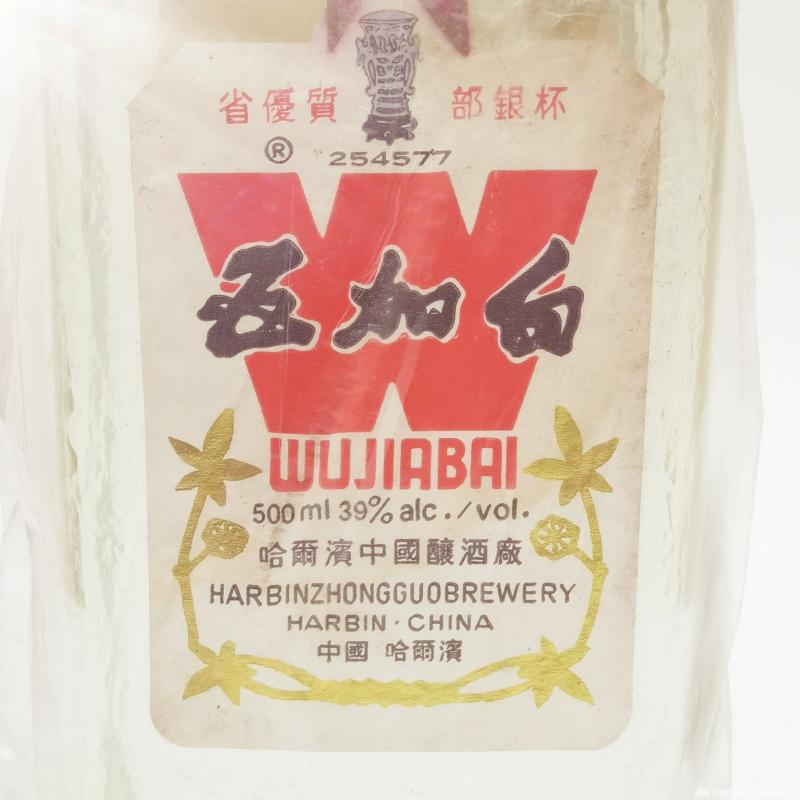 省優質 部銀杯
® 254577
W
五加白
WUJIABAI
500ml 39% alc./vol.
哈爾濱中國釀酒廠
HARBINZHONGGUOBREWERY
HARBIN·CHINA
中國 哈爾濱